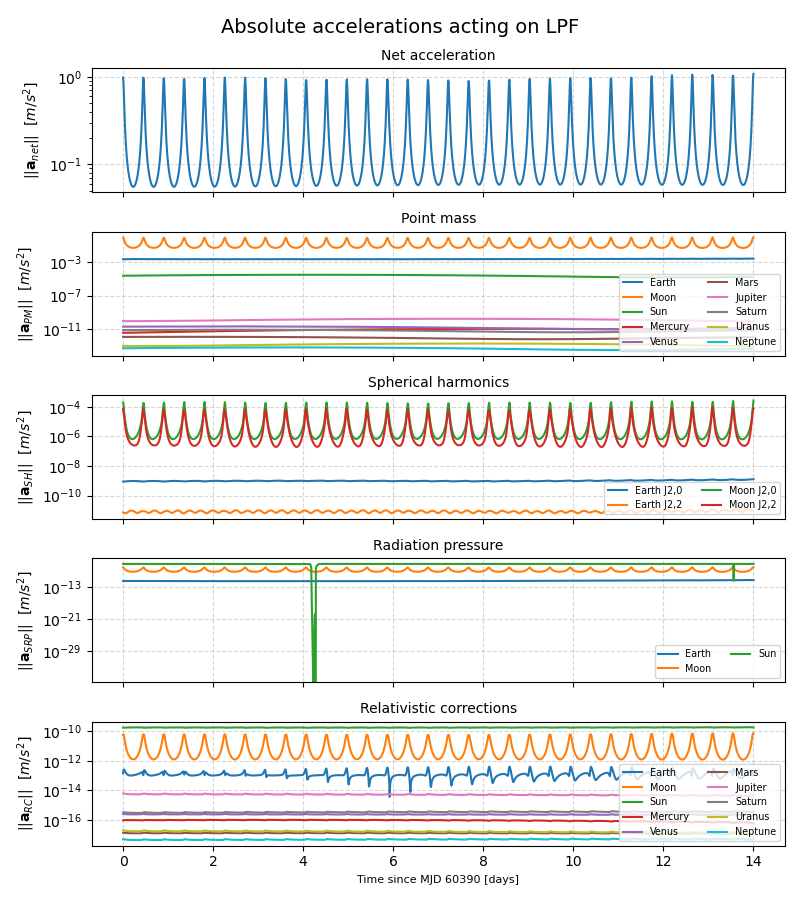 Absolute accelerations acting on LPF
Net acceleration
||a_net|| [m/s²]
10⁰
10⁻¹
Point mass
||a_PM|| [m/s²]
10⁻³
10⁻⁷
10⁻¹¹
Earth Mars
Moon Jupiter
Sun Saturn
Mercury Uranus
Venus Neptune
Spherical harmonics
||a_SH|| [m/s²]
10⁻⁴
10⁻⁶
10⁻⁸
10⁻¹⁰
Earth J2,0 Moon J2,0
Earth J2,2 Moon J2,2
Radiation pressure
||a_SRP|| [m/s²]
10⁻¹³
10⁻²¹
10⁻²⁹
Earth Sun
Moon
Relativistic corrections
||a_RC|| [m/s²]
10⁻¹⁰
10⁻¹²
10⁻¹⁴
10⁻¹⁶
Earth Mars
Moon Jupiter
Sun Saturn
Mercury Uranus
Venus Neptune
0 2 4 6 8 10 12 14
Time since MJD 60390 [days]